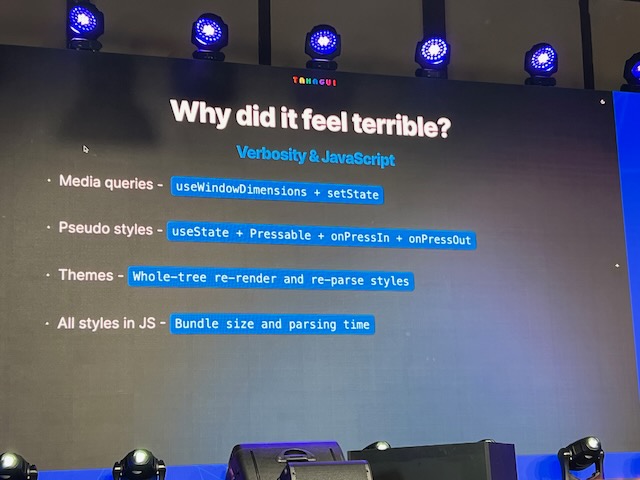 TAMAGUI
Why did it feel terrible?
Verbosity & JavaScript
· Media queries - useWindowDimensions + setState
· Pseudo styles - useState + Pressable + onPressIn + onPressOut
· Themes - Whole-tree re-render and re-parse styles
· All styles in JS - Bundle size and parsing time